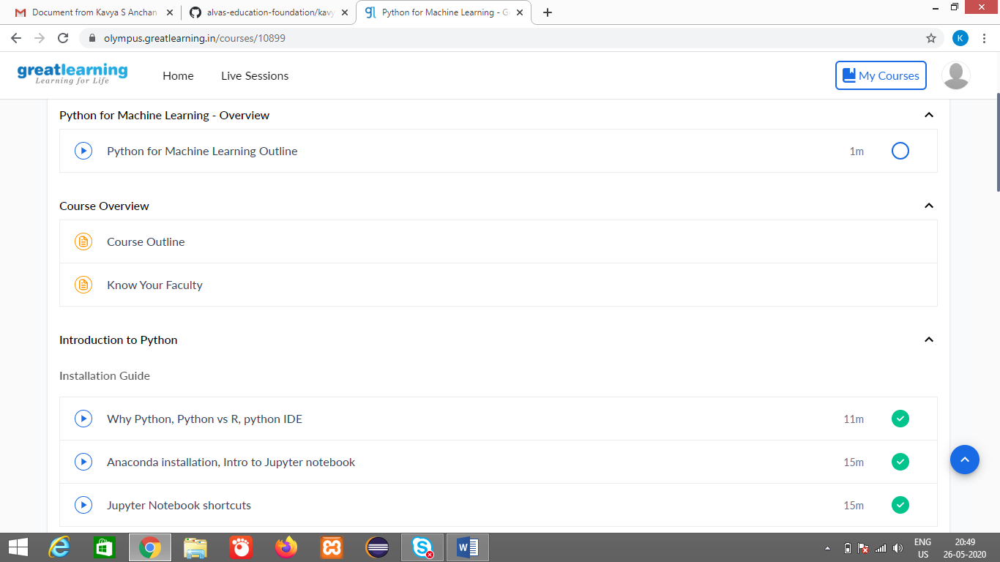 Document from Kavya S Anchan
alvas-education-foundation/kavy
Python for Machine Learning - G
olympus.greatlearning.in/courses/10899
K
greatlearning
Learning for Life
Home
Live Sessions
My Courses
Python for Machine Learning - Overview
Python for Machine Learning Outline 1m
Course Overview
Course Outline
Know Your Faculty
Introduction to Python
Installation Guide
Why Python, Python vs R, python IDE 11m
Anaconda installation, Intro to Jupyter notebook 15m
Jupyter Notebook shortcuts 15m
ENG 20:49
US 26-05-2020